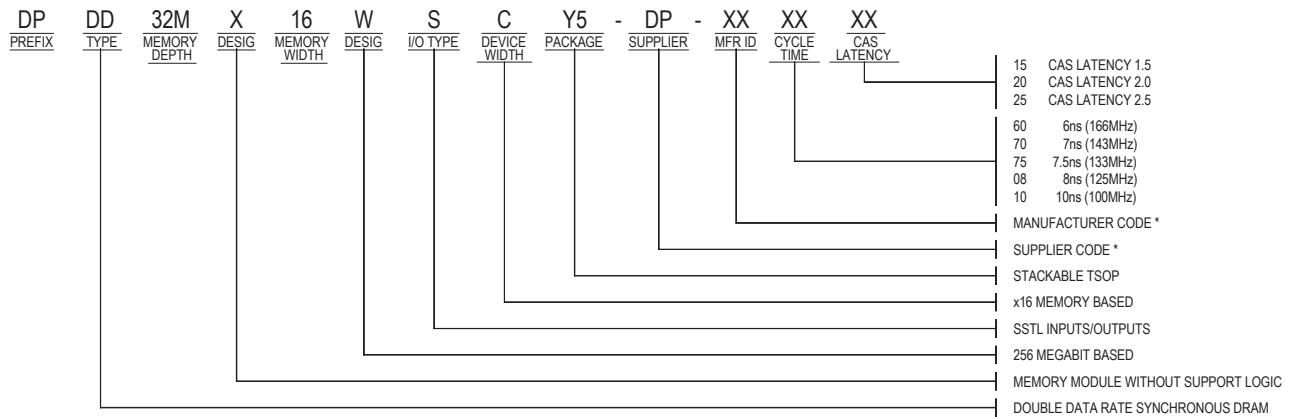 DP DD 32M X 16 W S C Y5 - DP - XX XX XX
PREFIX TYPE MEMORY DEPTH DESIG MEMORY WIDTH DESIG I/O TYPE DEVICE WIDTH PACKAGE SUPPLIER MFR ID CYCLE TIME CAS LATENCY
15 CAS LATENCY 1.5
20 CAS LATENCY 2.0
25 CAS LATENCY 2.5
60 6ns (166MHz)
70 7ns (143MHz)
75 7.5ns (133MHz)
08 8ns (125MHz)
10 10ns (100MHz)
MANUFACTURER CODE *
SUPPLIER CODE *
STACKABLE TSOP
x16 MEMORY BASED
SSTL INPUTS/OUTPUTS
256 MEGABIT BASED
MEMORY MODULE WITHOUT SUPPORT LOGIC
DOUBLE DATA RATE SYNCHRONOUS DRAM